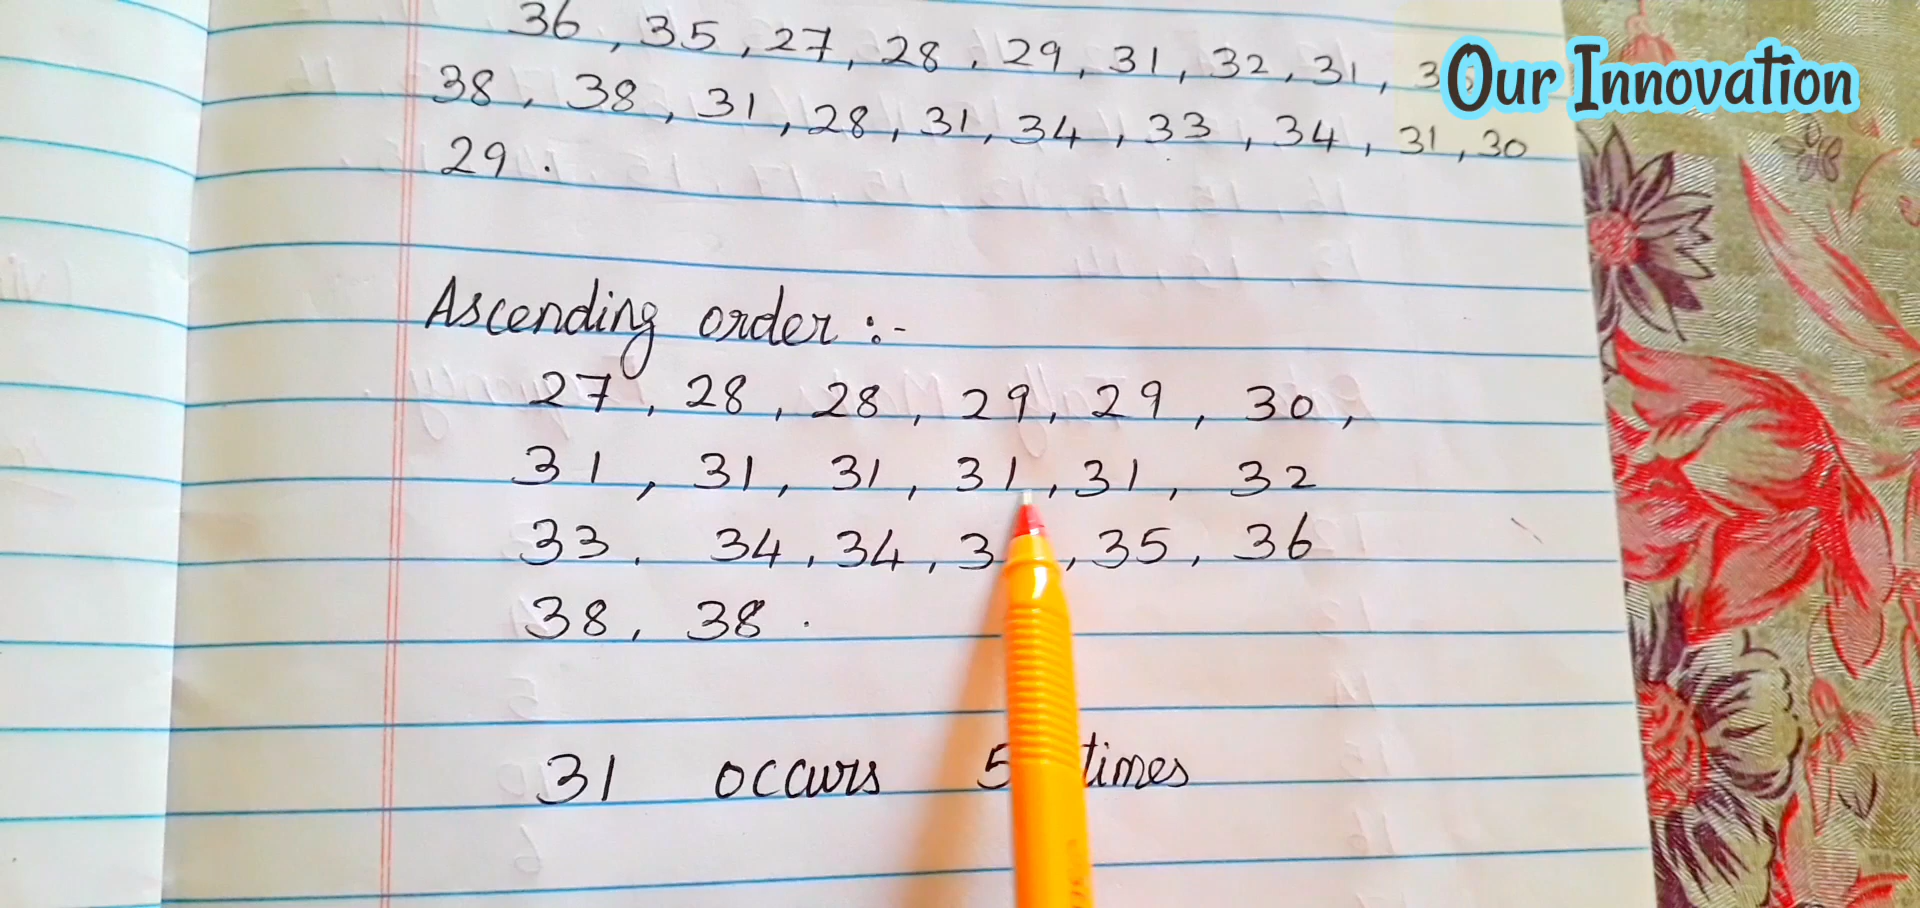 36, 35, 27, 28, 29, 31, 32, 31,
Our Innovation
38, 38, 31, 28, 31, 34, 33, 34, 31, 30
29.
Ascending order :-
27, 28, 28, 29, 29, 30,
31, 31, 31, 31, 31, 32
33. 34, 34, 3 , 35, 36
38, 38.
31 occurs 5 times